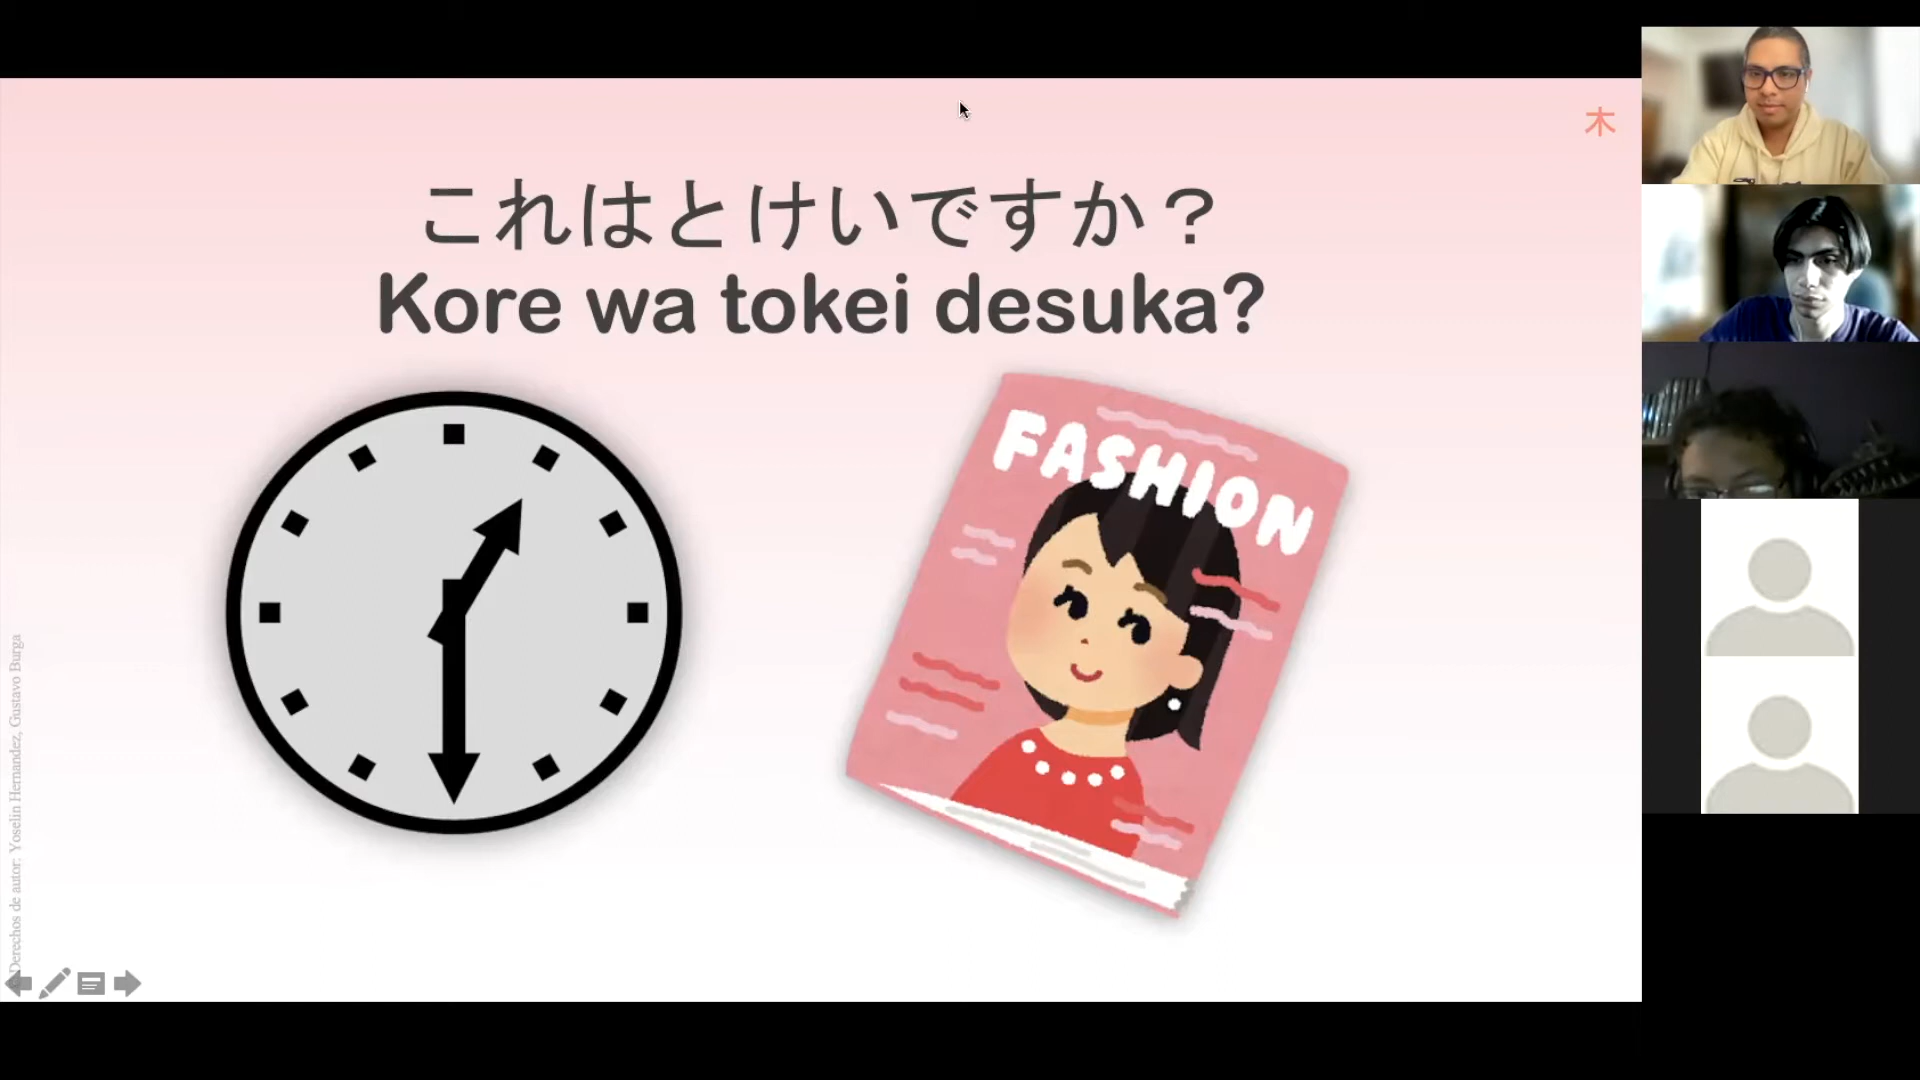 木
これはとけいですか？
Kore wa tokei desuka?
FASHION
Derechos de autor: Yoselin Hernandez, Gustavo Burga